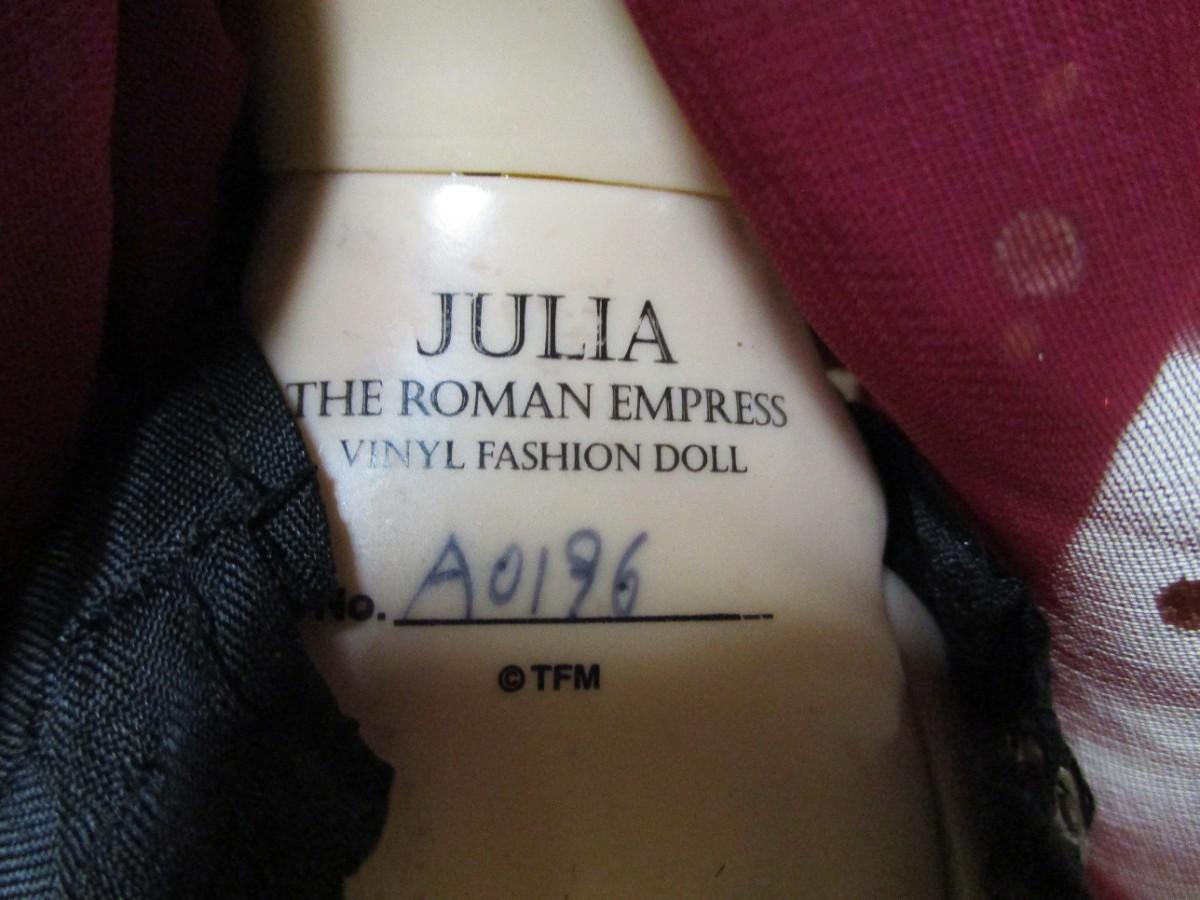 JULIA
THE ROMAN EMPRESS
VINYL FASHION DOLL
No. A0196
© TFM